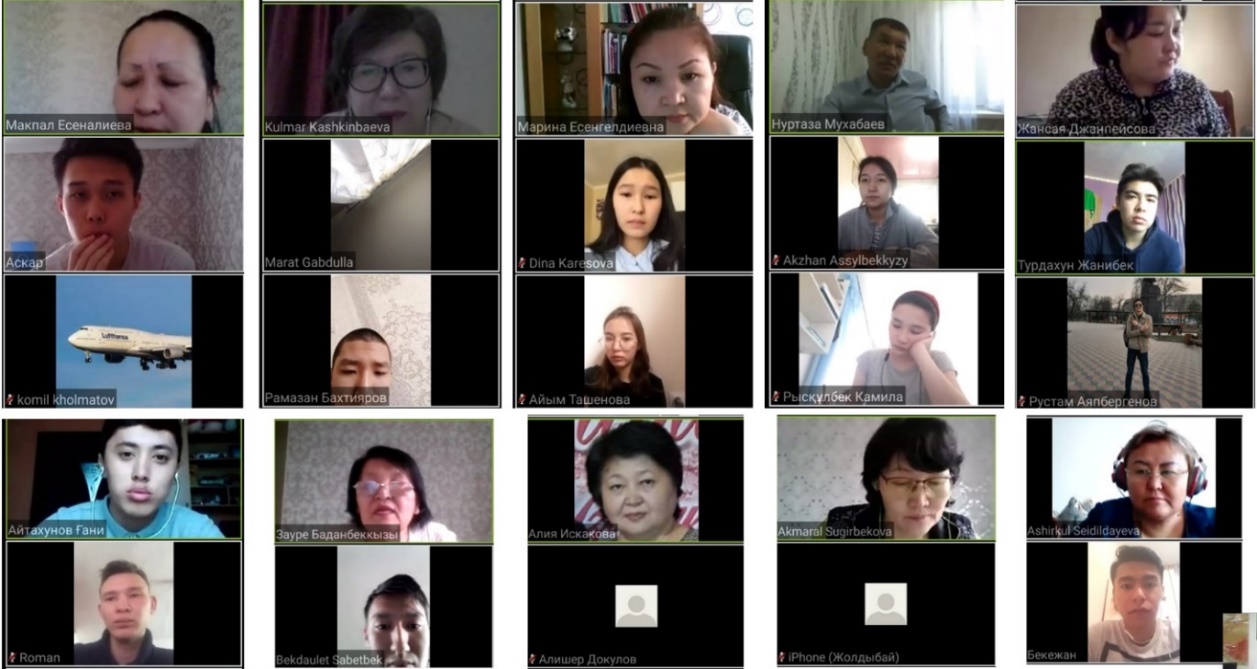 Макпал Есеналиева
Kulmar Kashkinbaeva
Марина Есенгелдиевна
Нуртаза Мухабаев
Жансая Джанпейсова
Аскар
Marat Gabdulla
Dina Karesova
Akzhan Assylbekkyzy
Турдахун Жанибек
komil kholmatov
Lufthansa
Рамазан Бахтияров
Айым Ташенова
Рысқұлбек Камила
Рустам Аяпбергенов
Айтахунов Ғани
Зауре Баданбеккызы
Алия Искакова
Akmaral Sugirbekova
Ashirkul Seidildayeva
Roman
Bekdaulet Sabetbek
Алишер Докулов
iPhone (Жолдыбай)
Бекежан